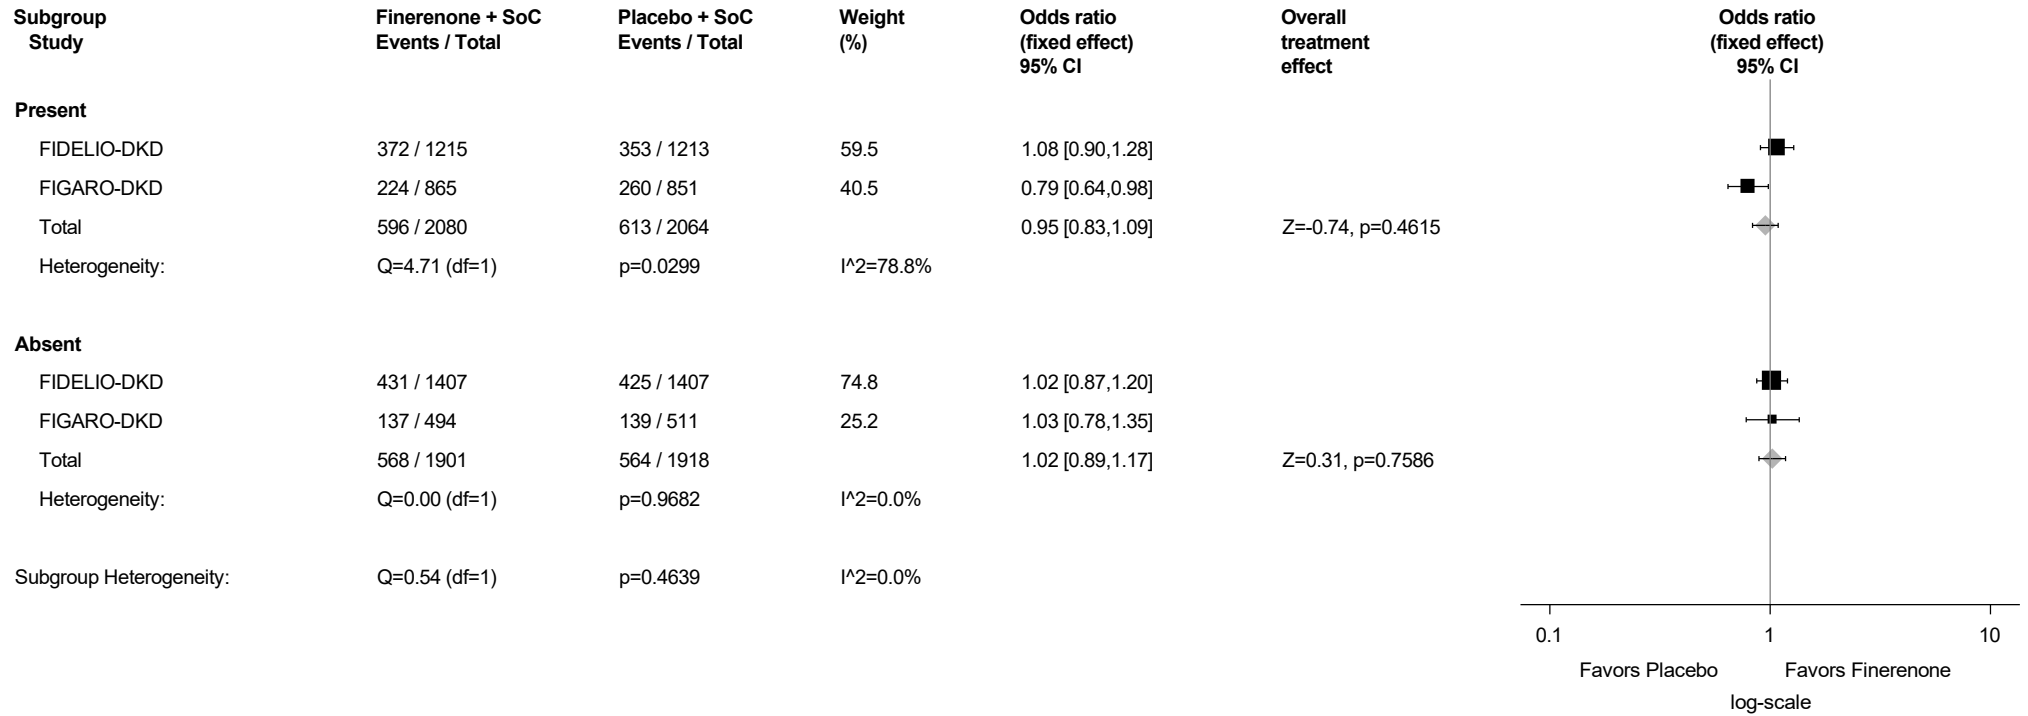 Subgroup Finerenone + SoC Placebo + SoC Weight Odds ratio Overall Odds ratio
Study Events / Total Events / Total (%) (fixed effect) treatment (fixed effect)
95% CI effect 95% CI
Present
FIDELIO-DKD 372 / 1215 353 / 1213 59.5 1.08 [0.90,1.28]
FIGARO-DKD 224 / 865 260 / 851 40.5 0.79 [0.64,0.98]
Total 596 / 2080 613 / 2064 0.95 [0.83,1.09] Z=-0.74, p=0.4615
Heterogeneity: Q=4.71 (df=1) p=0.0299 I^2=78.8%
Absent
FIDELIO-DKD 431 / 1407 425 / 1407 74.8 1.02 [0.87,1.20]
FIGARO-DKD 137 / 494 139 / 511 25.2 1.03 [0.78,1.35]
Total 568 / 1901 564 / 1918 1.02 [0.89,1.17] Z=0.31, p=0.7586
Heterogeneity: Q=0.00 (df=1) p=0.9682 I^2=0.0%
Subgroup Heterogeneity: Q=0.54 (df=1) p=0.4639 I^2=0.0%
0.1 1 10
Favors Placebo Favors Finerenone
log-scale